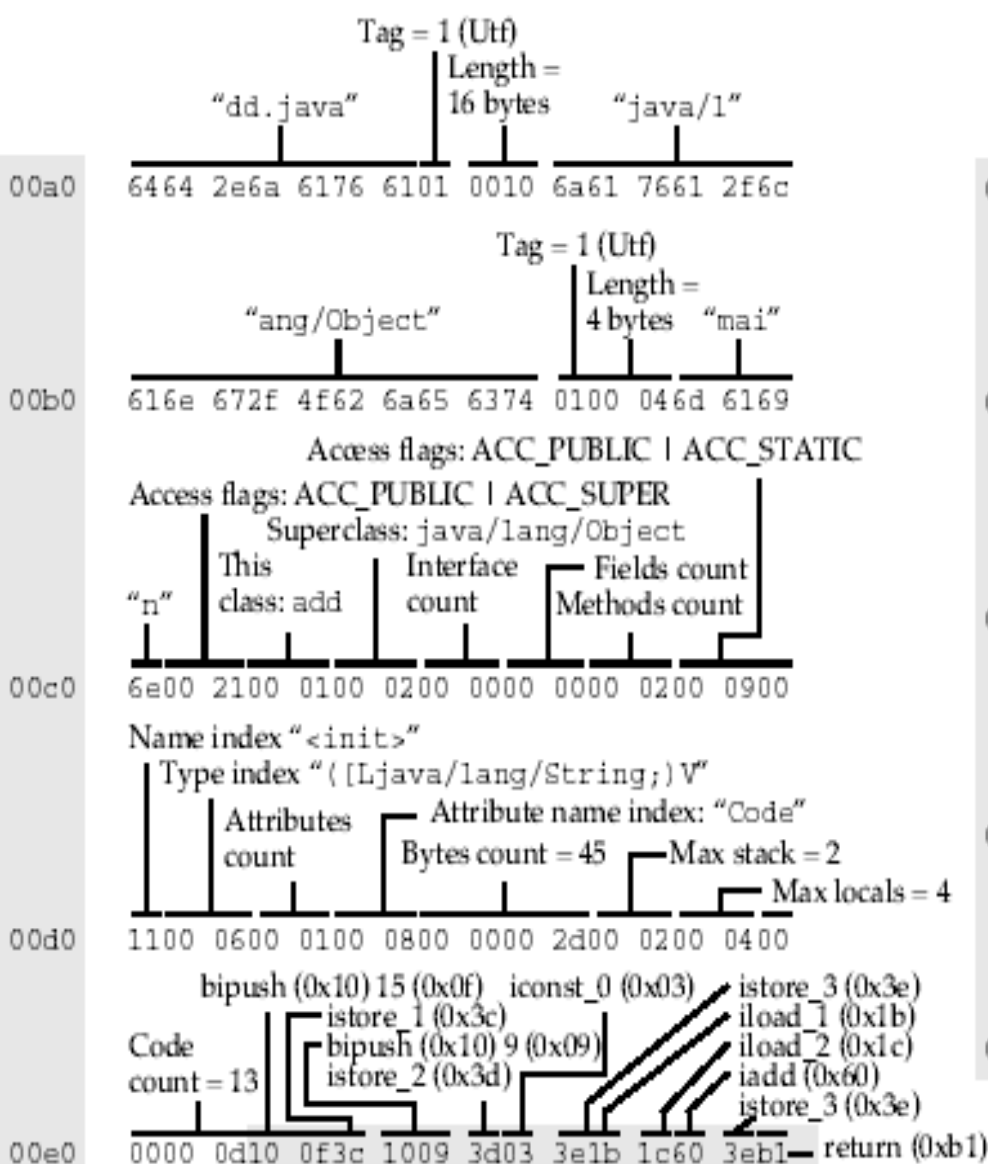 Tag = 1 (Utf)
Length =
"dd.java" 16 bytes "java/l"
00a0 6464 2e6a 6176 6101 0010 6a61 7661 2f6c
Tag = 1 (Utf)
Length =
"ang/Object" 4 bytes "mai"
00b0 616e 672f 4f62 6a65 6374 0100 046d 6169
Access flags: ACC_PUBLIC | ACC_STATIC
Access flags: ACC_PUBLIC | ACC_SUPER
Superclass: java/lang/Object
This Interface Fields count
"n" class: add count Methods count
00c0 6e00 2100 0100 0200 0000 0000 0200 0900
Name index "<init>"
Type index "([Ljava/lang/String;)V"
Attributes Attribute name index: "Code"
count Bytes count = 45 Max stack = 2
Max locals = 4
00d0 1100 0600 0100 0800 0000 2d00 0200 0400
bipush (0x10) 15 (0x0f) iconst_0 (0x03) istore_3 (0x3e)
istore_1 (0x3c) iload_1 (0x1b)
Code bipush (0x10) 9 (0x09) iload_2 (0x1c)
count = 13 istore_2 (0x3d) iadd (0x60)
istore_3 (0x3e)
00e0 0000 0d10 0f3c 1009 3d03 3e1b 1c60 3eb1 return (0xb1)